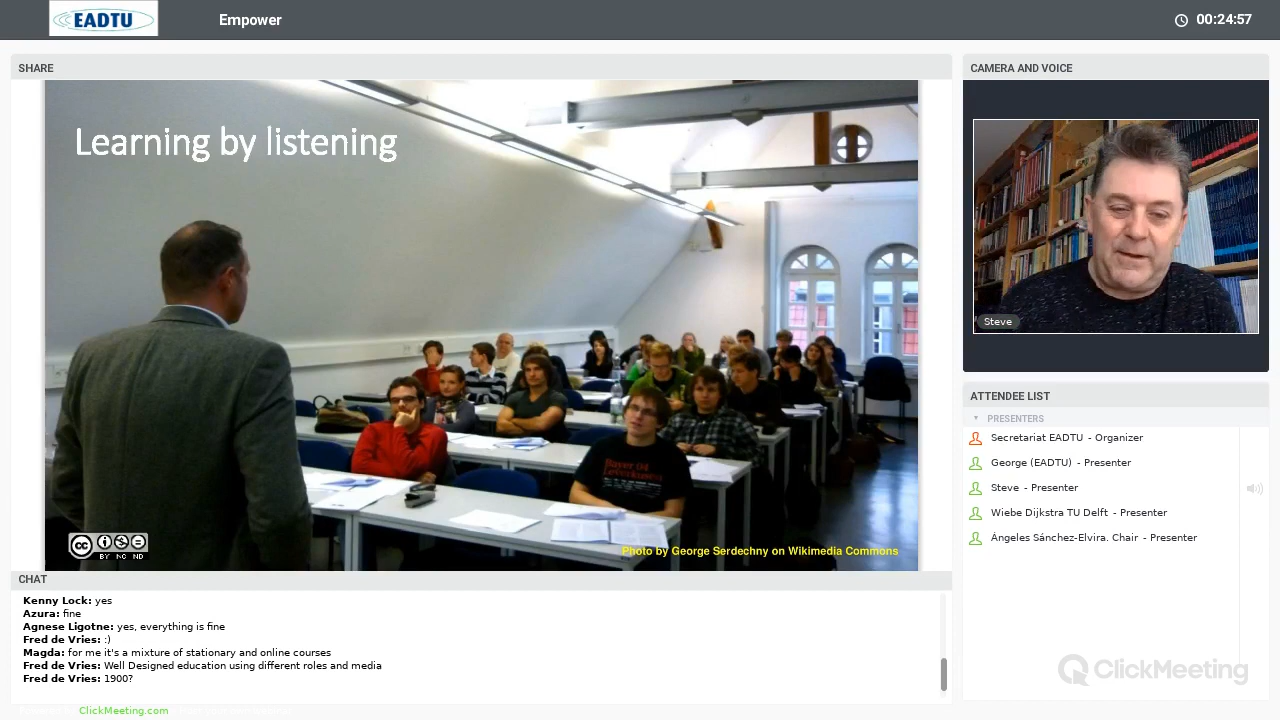 EADTU
Empower
00:24:57
SHARE
CAMERA AND VOICE
Learning by listening
Steve
BY NC ND
Photo by George Serdechny on Wikimedia Commons
ATTENDEE LIST
PRESENTERS
Secretariat EADTU - Organizer
George (EADTU) - Presenter
Steve - Presenter
Wiebe Dijkstra TU Delft - Presenter
Ángeles Sánchez-Elvira. Chair - Presenter
CHAT
Kenny Lock: yes
Azura: fine
Agnese Ligotne: yes, everything is fine
Fred de Vries: :)
Magda: for me it's a mixture of stationary and online courses
Fred de Vries: Well Designed education using different roles and media
Fred de Vries: 1900?
ClickMeeting
ClickMeeting.com